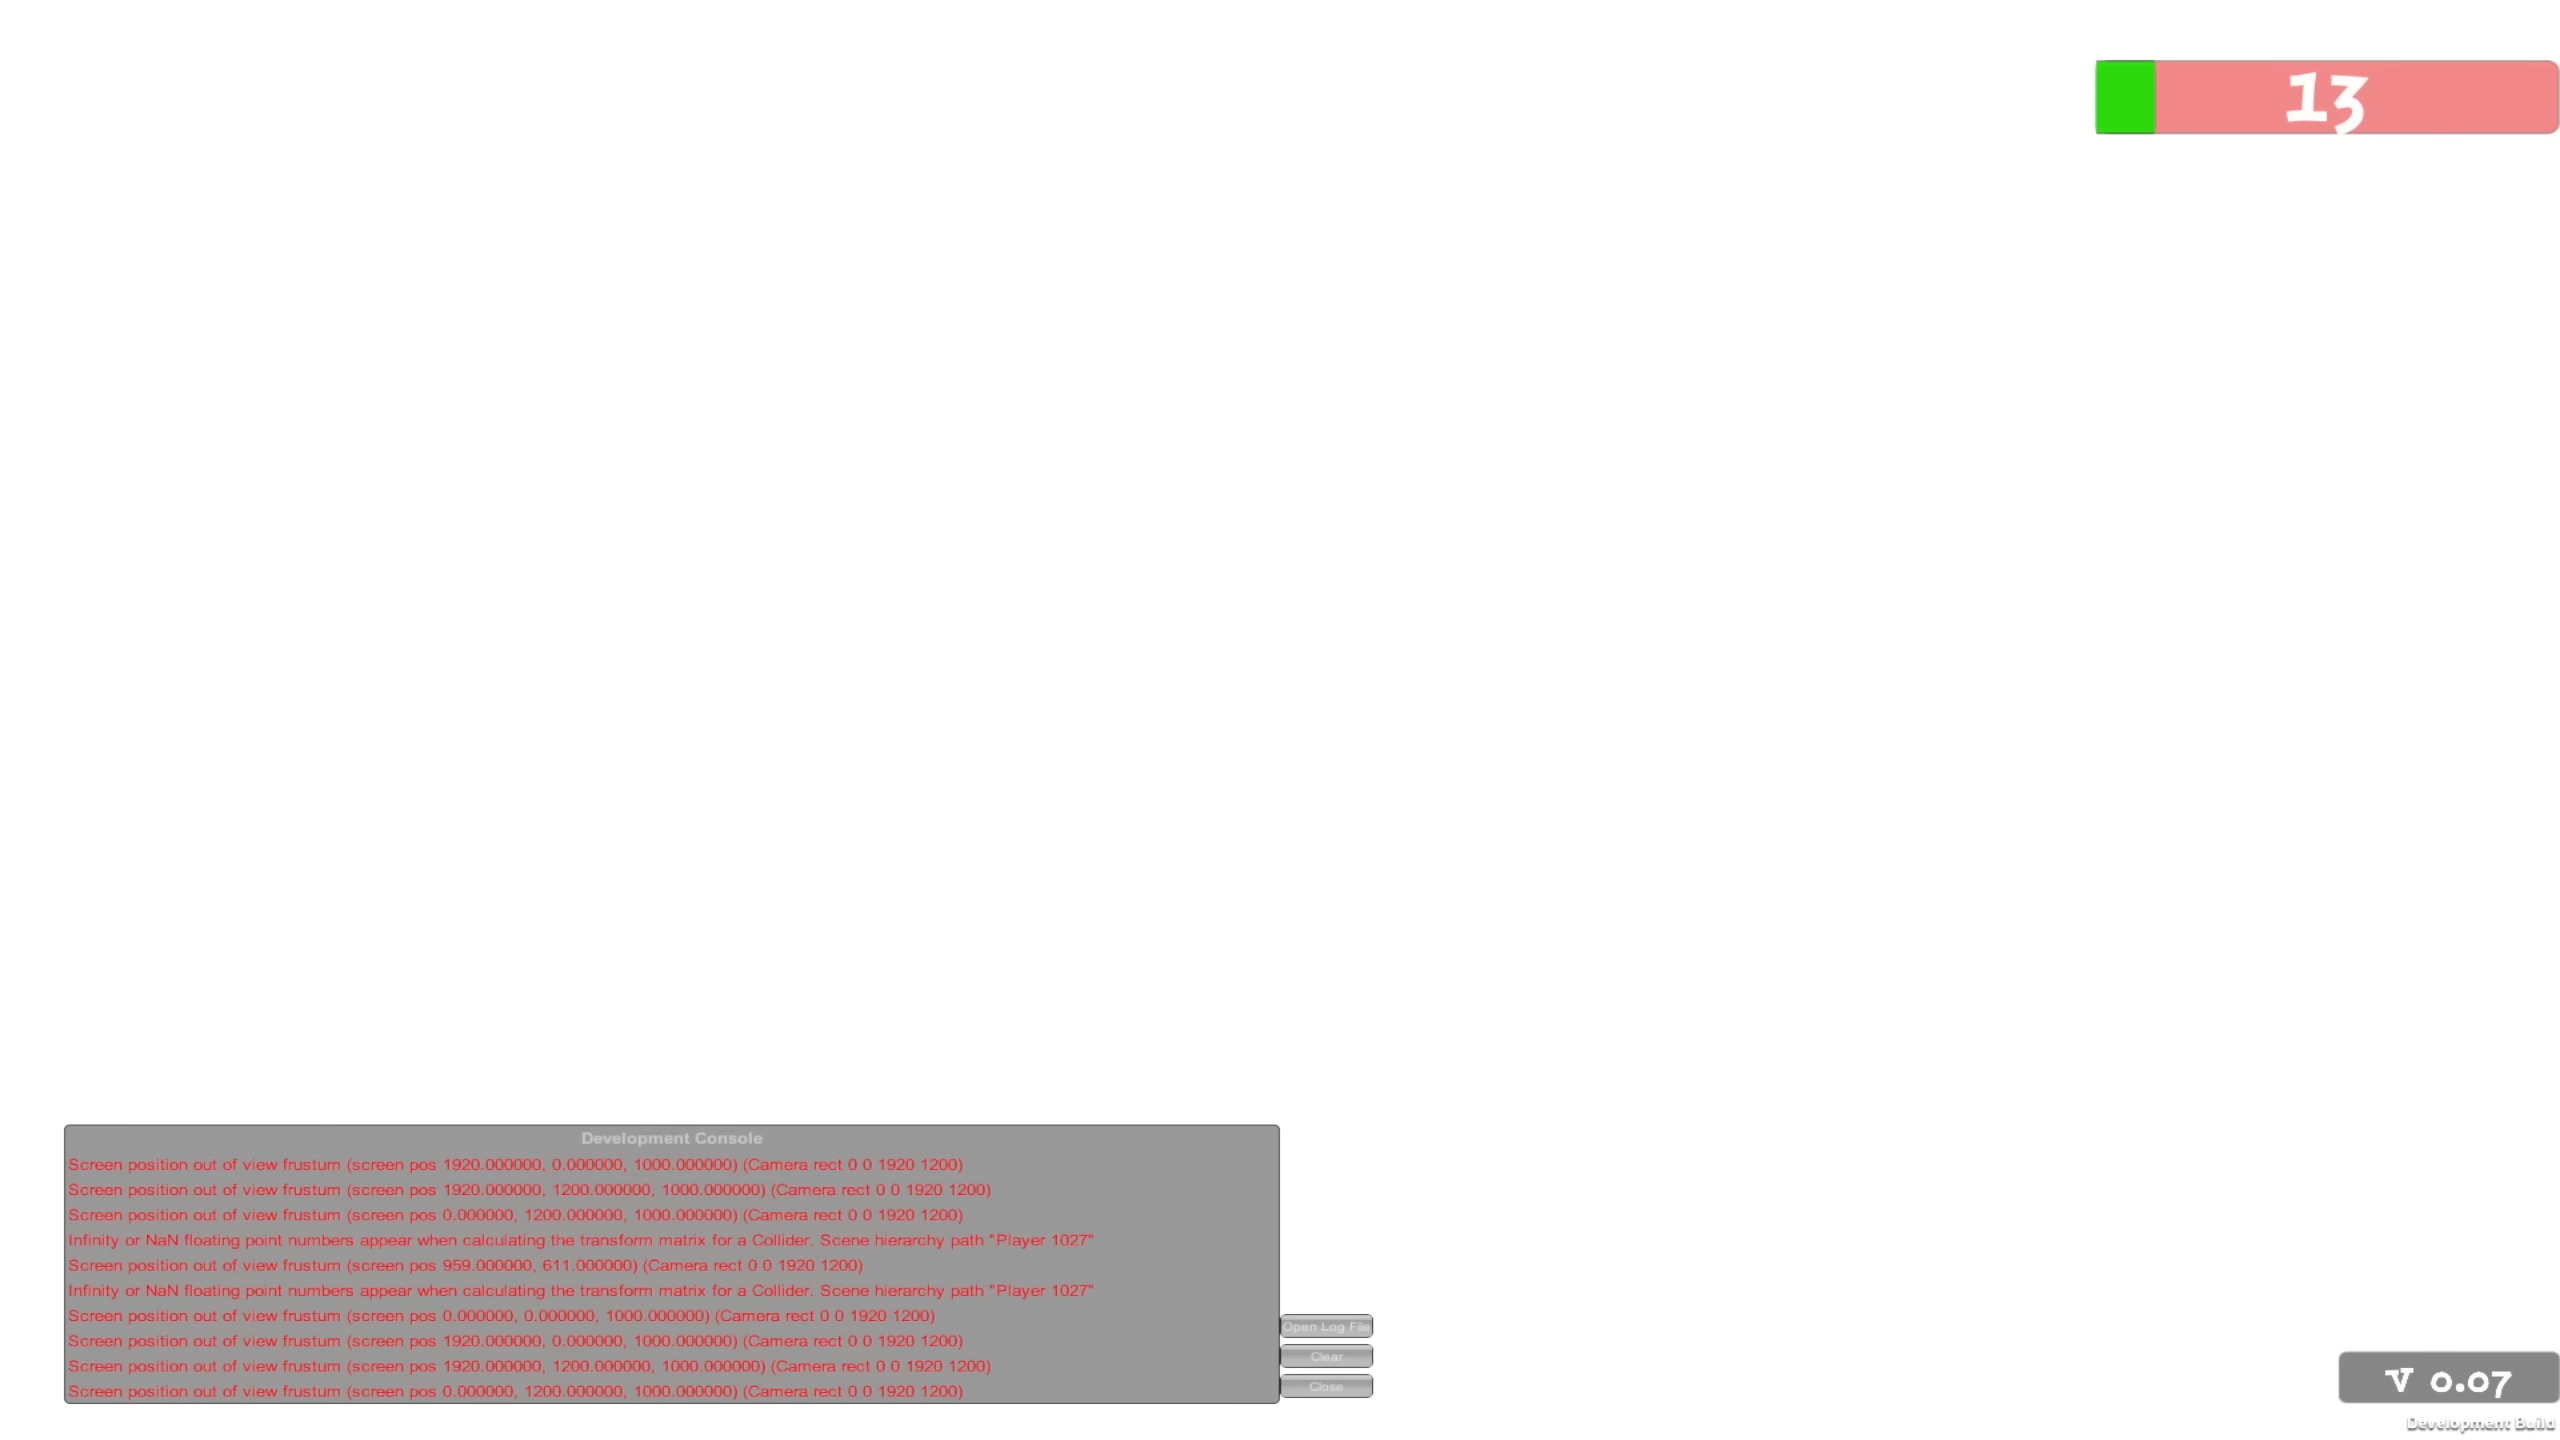 13
Development Console
Screen position out of view frustum (screen pos 1920.000000, 0.000000, 1000.000000) (Camera rect 0 0 1920 1200)
Screen position out of view frustum (screen pos 1920.000000, 1200.000000, 1000.000000) (Camera rect 0 0 1920 1200)
Screen position out of view frustum (screen pos 0.000000, 1200.000000, 1000.000000) (Camera rect 0 0 1920 1200)
Infinity or NaN floating point numbers appear when calculating the transform matrix for a Collider. Scene hierarchy path "Player 1027"
Screen position out of view frustum (screen pos 959.000000, 611.000000) (Camera rect 0 0 1920 1200)
Infinity or NaN floating point numbers appear when calculating the transform matrix for a Collider. Scene hierarchy path "Player 1027"
Screen position out of view frustum (screen pos 0.000000, 0.000000, 1000.000000) (Camera rect 0 0 1920 1200)
Screen position out of view frustum (screen pos 1920.000000, 0.000000, 1000.000000) (Camera rect 0 0 1920 1200)
Screen position out of view frustum (screen pos 1920.000000, 1200.000000, 1000.000000) (Camera rect 0 0 1920 1200)
Screen position out of view frustum (screen pos 0.000000, 1200.000000, 1000.000000) (Camera rect 0 0 1920 1200)
Open Log File
Clear
Close
V 0.07
Development Build